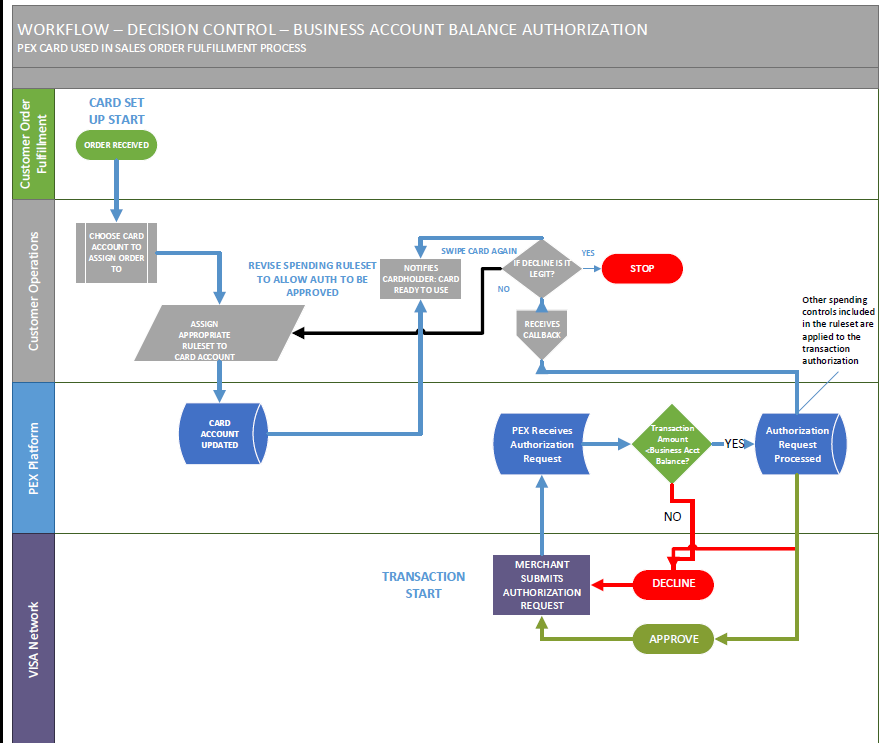 WORKFLOW – DECISION CONTROL – BUSINESS ACCOUNT BALANCE AUTHORIZATION
PEX CARD USED IN SALES ORDER FULFILLMENT PROCESS
Customer Order
Fulfillment
CARD SET
UP START
ORDER RECEIVED
Customer Operations
CHOOSE CARD
ACCOUNT TO
ASSIGN ORDER
TO
REVISE SPENDING RULESET
TO ALLOW AUTH TO BE
APPROVED
ASSIGN
APPROPRIATE
RULESET TO
CARD ACCOUNT
NOTIFIES
CARDHOLDER: CARD
READY TO USE
SWIPE CARD AGAIN
IF DECLINE IS IT
LEGIT?
YES
STOP
NO
RECEIVES
CALLBACK
Other spending
controls included
in the ruleset are
applied to the
transaction
authorization
PEX Platform
CARD
ACCOUNT
UPDATED
PEX Receives
Authorization
Request
Transaction
Amount
<Business Acct
Balance?
YES
Authorization
Request
Processed
NO
VISA Network
TRANSACTION
START
MERCHANT
SUBMITS
AUTHORIZATION
REQUEST
DECLINE
APPROVE